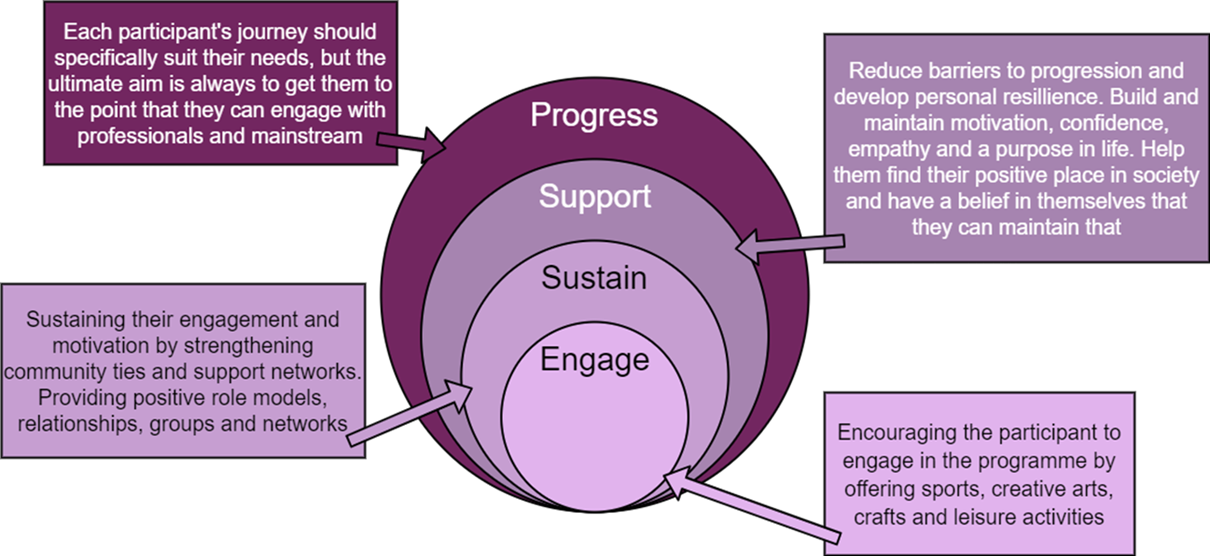 Each participant's journey should
specifically suit their needs, but the
ultimate aim is always to get them to
the point that they can engage with
professionals and mainstream
Reduce barriers to progression and
develop personal resillience. Build and
maintain motivation, confidence,
empathy and a purpose in life. Help
them find their positive place in society
and have a belief in themselves that
they can maintain that
Progress
Support
Sustain
Engage
Sustaining their engagement and
motivation by strengthening
community ties and support networks.
Providing positive role models,
relationships, groups and networks
Encouraging the participant to
engage in the programme by
offering sports, creative arts,
crafts and leisure activities